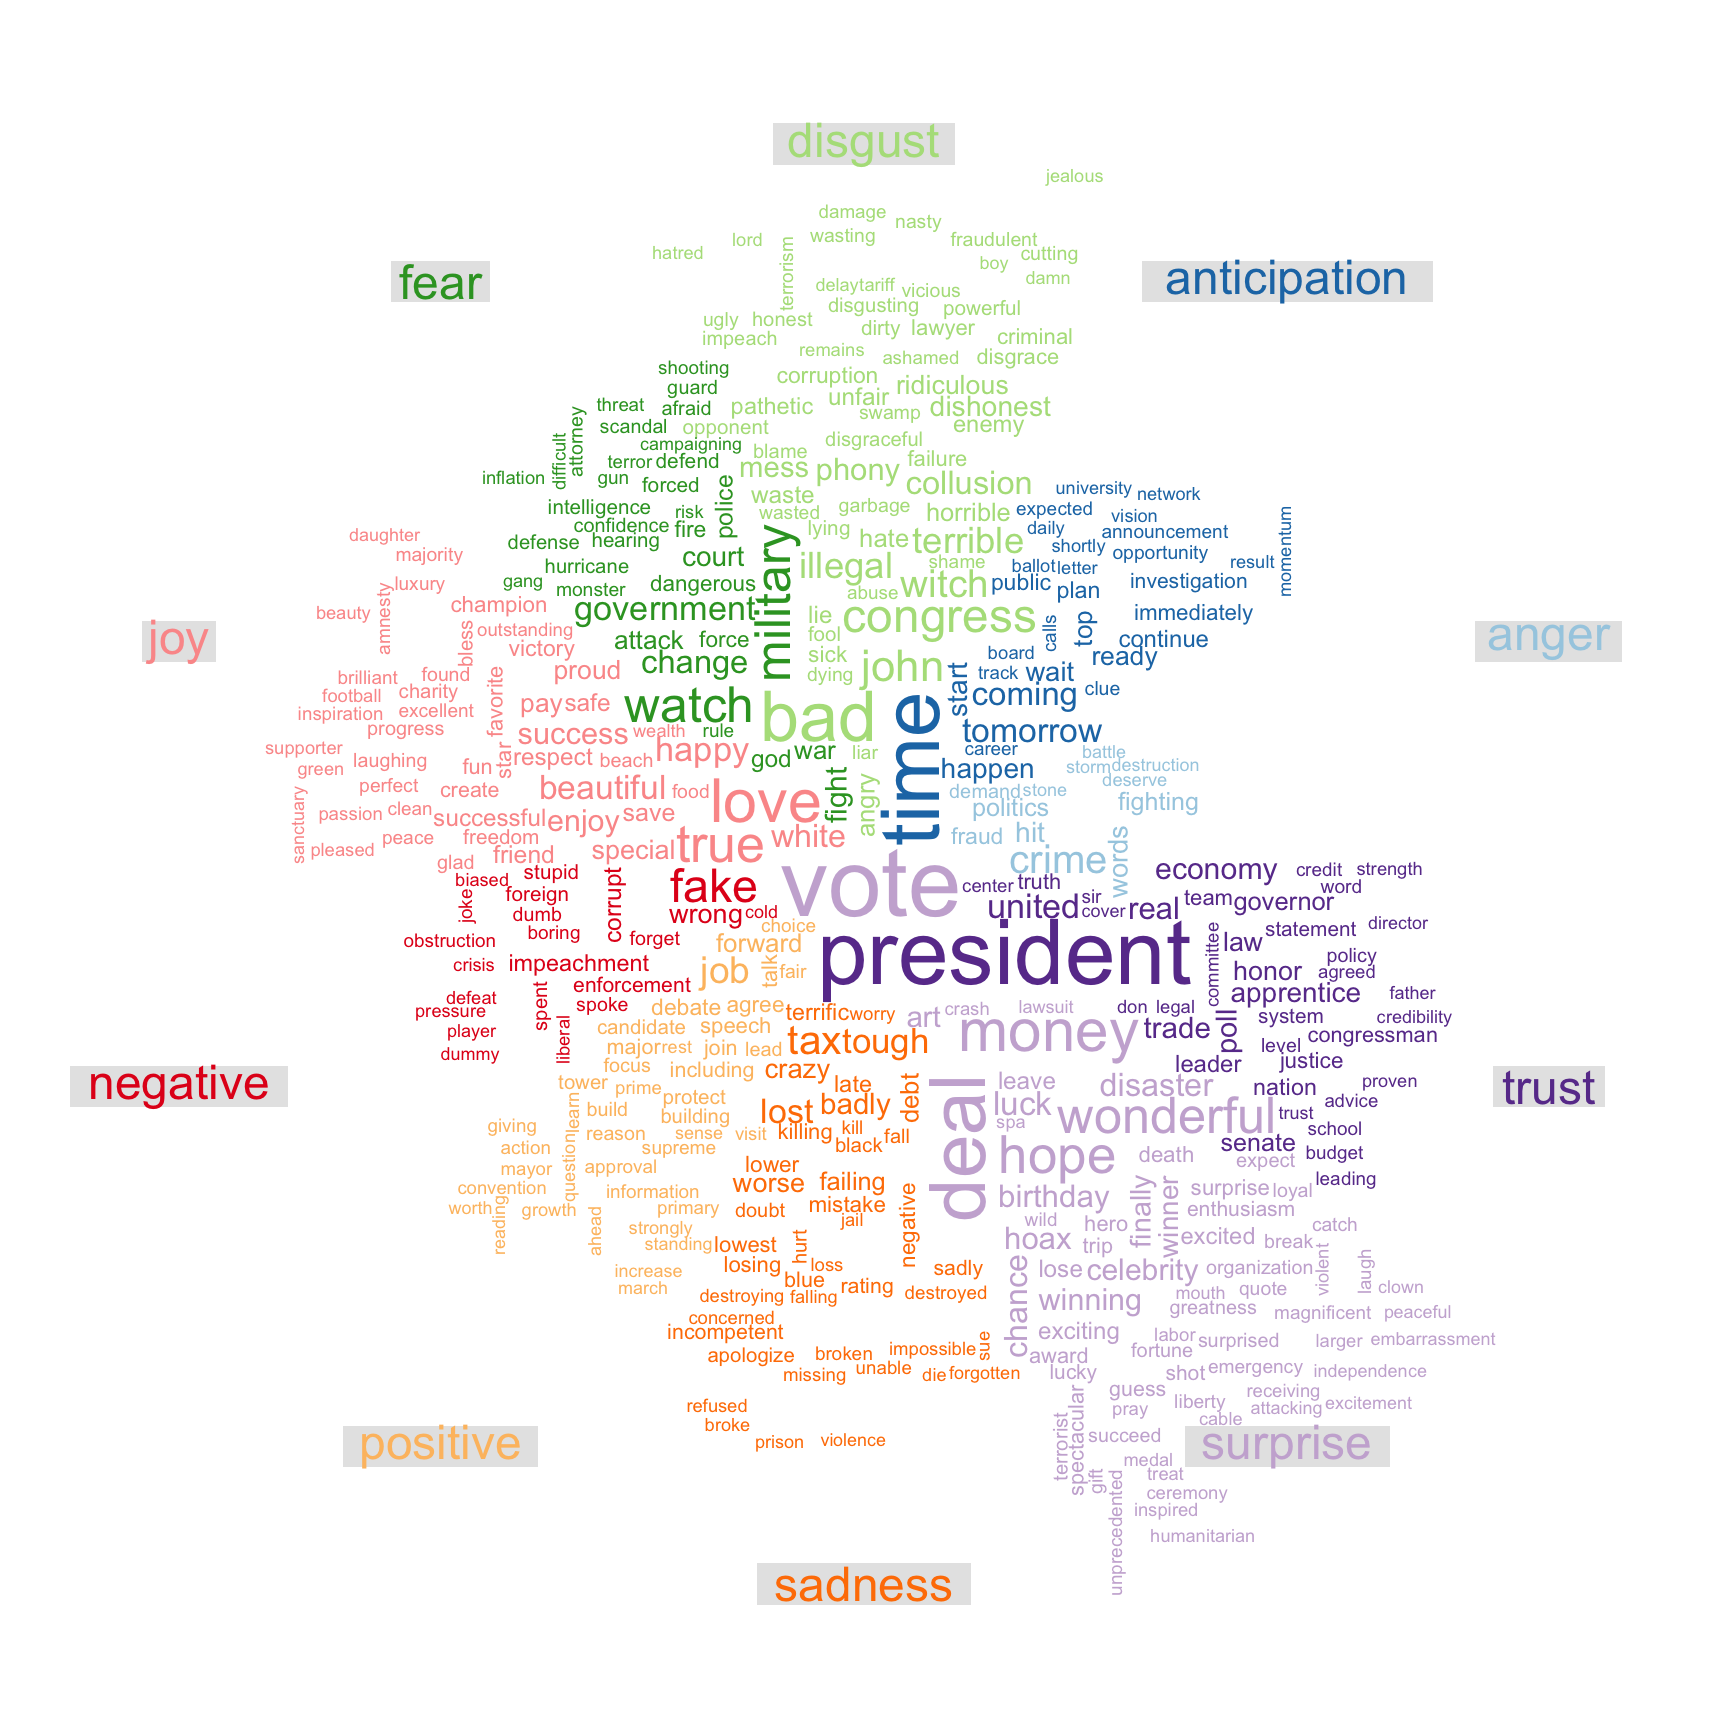 disgust
jealous
damage
nasty
lord
wasting
fraudulent
hatred
terrorism
boy
cutting
damn
fear
anticipation
delaytariff
vicious
disgusting
powerful
ugly
honest
dirty
lawyer
impeach
criminal
remains
ashamed
disgrace
shooting
corruption
ridiculous
guard
unfair
threat
afraid
pathetic
swamp
dishonest
scandal
opponent
enemy
attorney
difficult
campaigning
disgraceful
blame
terror
defend
mess
phony
failure
inflation
gun
forced
police
waste
collusion
university
network
intelligence
risk
wasted
garbage
horrible
expected
vision
confidence
fire
lying
daily
announcement
momentum
daughter
defense
hearing
hate
terrible
shortly
opportunity
majority
hurricane
court
military
illegal
shame
ballot
letter
result
luxury
gang
monster
dangerous
abuse
witch
public
plan
investigation
beauty
amnesty
champion
government
lie
congress
immediately
joy
bless
outstanding
attack
force
fool
calls
top
continue
anger
victory
change
sick
john
board
ready
brilliant
found
proud
dying
start
track
wait
football
charity
favorite
pay
safe
watch
bad
time
coming
clue
inspiration
excellent
progress
success
wealth
rule
tomorrow
supporter
laughing
star
respect
beach
happy
god
war
liar
career
battle
green
fun
happen
storm
destruction
perfect
create
beautiful
food
love
fight
angry
demand
stone
deserve
sanctuary
passion
clean
successful
enjoy
save
politics
fighting
pleased
peace
freedom
special
true
white
fraud
hit
glad
friend
crime
words
biased
stupid
fake
vote
center
truth
economy
credit
strength
joke
foreign
corrupt
sir
team
word
dumb
wrong
cold
united
cover
real
governor
obstruction
boring
forget
choice
forward
president
law
statement
director
committee
crisis
impeachment
job
talk
fair
honor
policy
agreed
enforcement
apprentice
father
defeat
spent
spoke
debate
agree
terrific
worry
art
crash
lawsuit
don
legal
pressure
candidate
speech
money
trade
poll
system
credibility
player
liberal
major
rest
join
lead
tax
tough
level
congressman
dummy
focus
including
crazy
leader
justice
negative
tower
prime
protect
late
debt
deal
leave
disaster
nation
proven
trust
learn
build
building
lost
badly
luck
wonderful
trust
advice
giving
reason
sense
visit
killing
kill
spa
school
action
question
supreme
black
fall
hope
senate
budget
mayor
approval
lower
death
expect
leading
convention
information
worse
failing
birthday
finally
winner
surprise
loyal
worth
reading
growth
ahead
primary
doubt
mistake
negative
enthusiasm
strongly
jail
wild
hero
catch
standing
lowest
hurt
hoax
trip
excited
break
increase
losing
loss
sadly
chance
lose
celebrity
organization
violent
laugh
march
blue
rating
mouth
quote
clown
destroying
falling
destroyed
winning
greatness
magnificent
peaceful
concerned
incompetent
sue
exciting
labor
surprised
larger
embarrassment
apologize
broken
impossible
award
fortune
missing
unable
die
forgotten
lucky
shot
emergency
independence
refused
spectacular
guess
liberty
receiving
broke
pray
attacking
excitement
positive
prison
violence
terrorist
succeed
cable
surprise
medal
gift
treat
unprecedented
ceremony
inspired
humanitarian
sadness